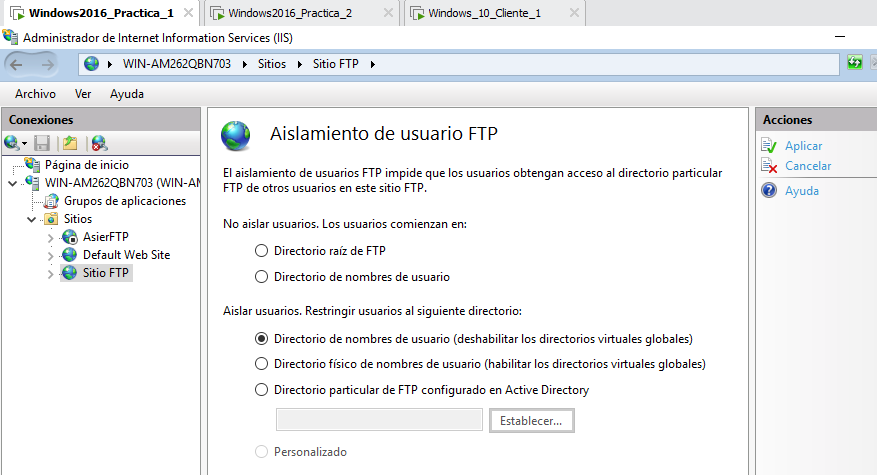 Windows2016_Practica_1
Windows2016_Practica_2
Windows_10_Cliente_1
Administrador de Internet Information Services (IIS)
WIN-AM262QBN703
Sitios
Sitio FTP
Archivo Ver Ayuda
Conexiones
Página de inicio
WIN-AM262QBN703 (WIN-AM
Grupos de aplicaciones
Sitios
AsierFTP
Default Web Site
Sitio FTP
Aislamiento de usuario FTP
El aislamiento de usuarios FTP impide que los usuarios obtengan acceso al directorio particular
FTP de otros usuarios en este sitio FTP.
No aislar usuarios. Los usuarios comienzan en:
Directorio raíz de FTP
Directorio de nombres de usuario
Aislar usuarios. Restringir usuarios al siguiente directorio:
Directorio de nombres de usuario (deshabilitar los directorios virtuales globales)
Directorio físico de nombres de usuario (habilitar los directorios virtuales globales)
Directorio particular de FTP configurado en Active Directory
Establecer...
Personalizado
Acciones
Aplicar
Cancelar
Ayuda